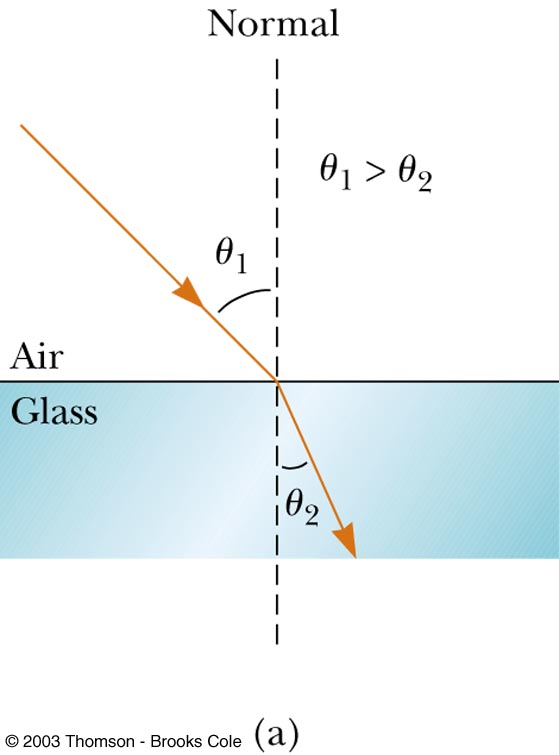 Normal
θ1 > θ2
θ1
Air
Glass
θ2
© 2003 Thomson - Brooks Cole (a)